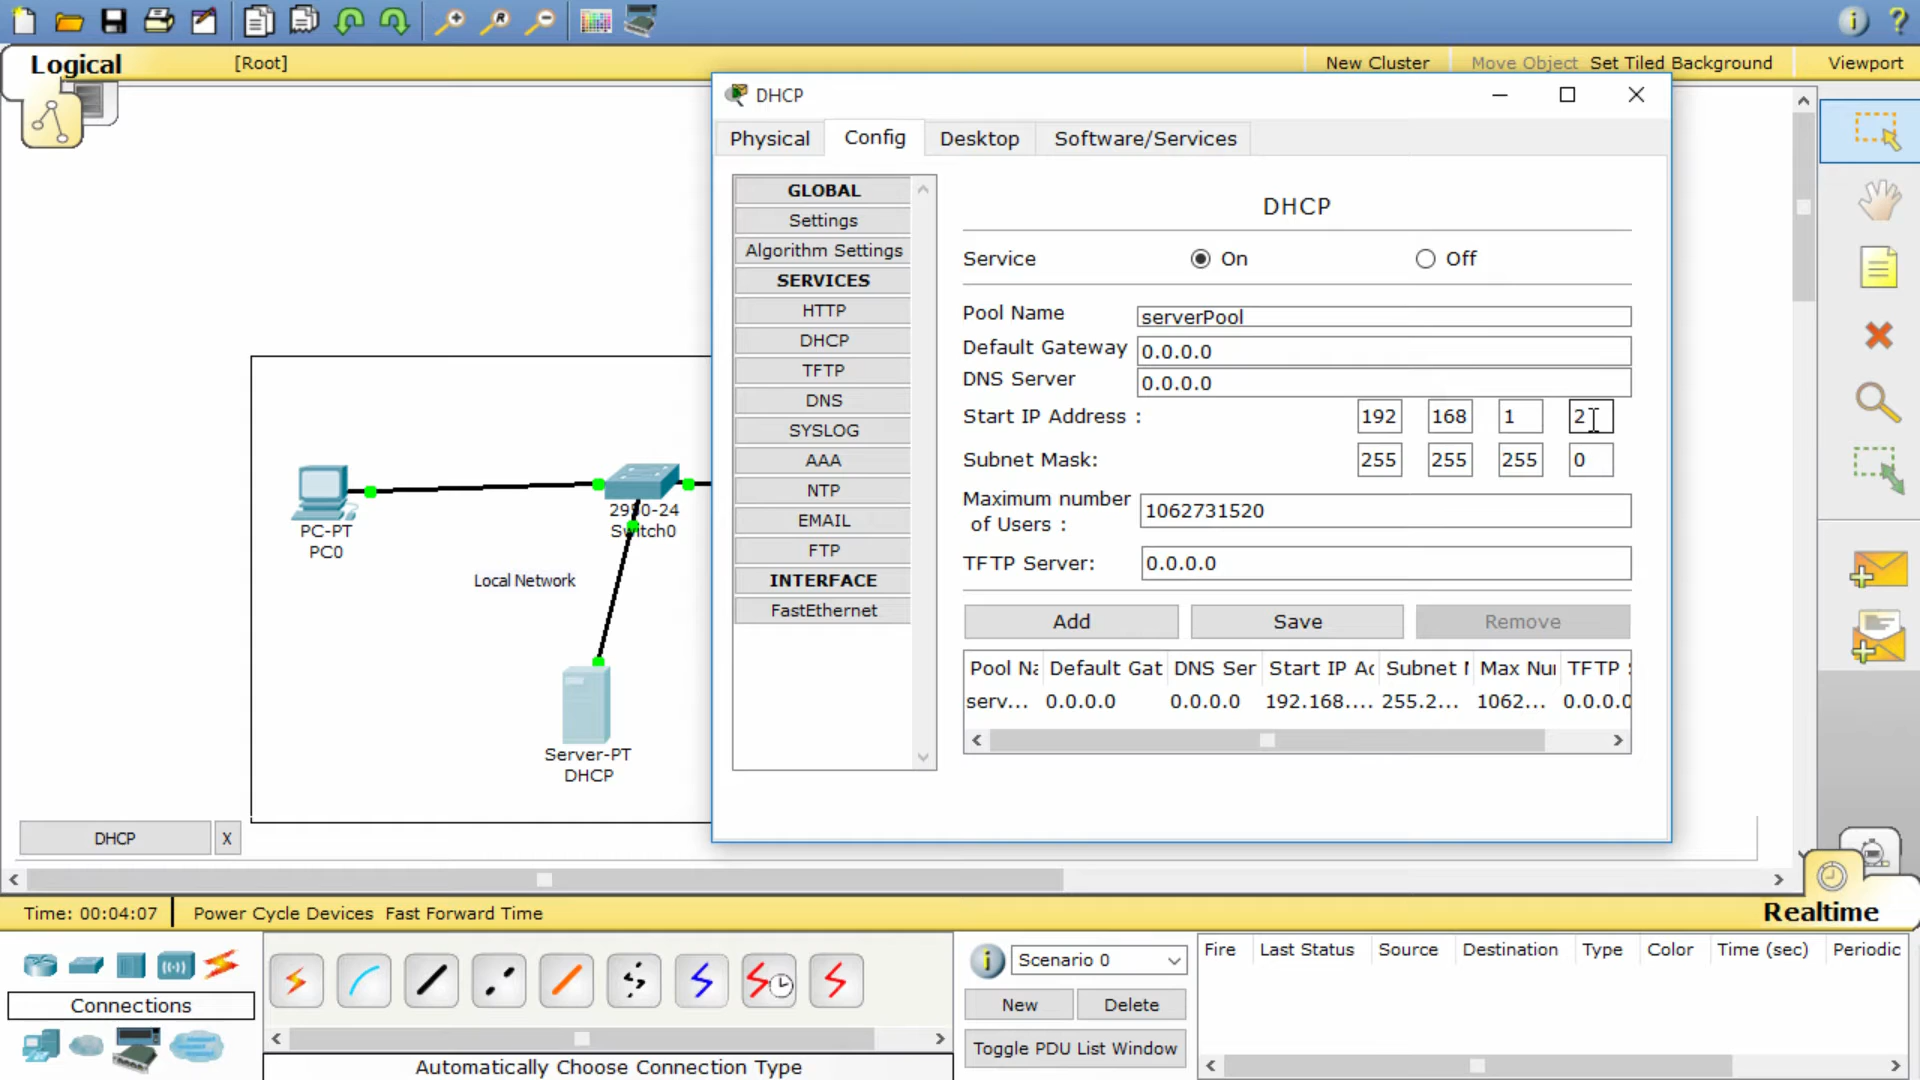 Logical
[Root]
New Cluster
Move Object
Set Tiled Background
Viewport
DHCP
Physical
Config
Desktop
Software/Services
GLOBAL
Settings
Algorithm Settings
SERVICES
HTTP
DHCP
TFTP
DNS
SYSLOG
AAA
NTP
EMAIL
FTP
INTERFACE
FastEthernet
DHCP
Service On Off
Pool Name serverPool
Default Gateway 0.0.0.0
DNS Server 0.0.0.0
Start IP Address : 192 168 1 2
Subnet Mask: 255 255 255 0
Maximum number
of Users : 1062731520
TFTP Server: 0.0.0.0
Add Save Remove
Pool Na Default Gat DNS Ser Start IP Ac Subnet Max Nui TFTP
serv... 0.0.0.0 0.0.0.0 192.168.... 255.2... 1062... 0.0.0.0
PC-PT
PC0
Switch0
Local Network
Server-PT
DHCP
DHCP X
Time: 00:04:07 Power Cycle Devices Fast Forward Time
Realtime
Connections
Automatically Choose Connection Type
Scenario 0
New Delete
Toggle PDU List Window
Fire Last Status Source Destination Type Color Time (sec) Periodic